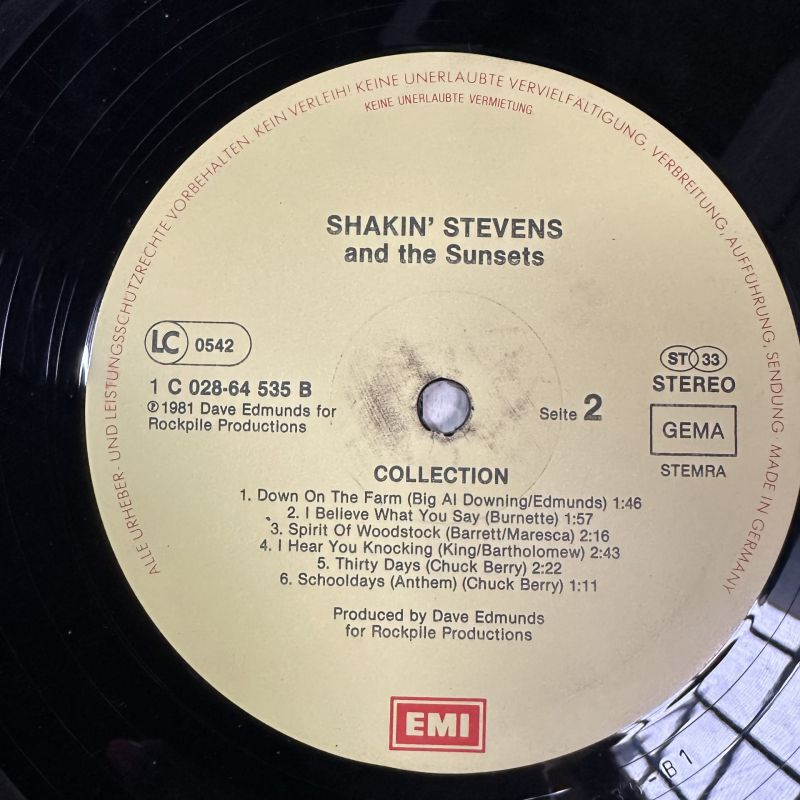 ALLE URHEBER- UND LEISTUNGSSCHUTZRECHTE VORBEHALTEN. KEIN VERLEIH! KEINE UNERLAUBTE VERVIELFÄLTIGUNG, VERBREITUNG, AUFFÜHRUNG, SENDUNG MADE IN GERMANY
KEINE UNERLAUBTE VERMIETUNG.
SHAKIN' STEVENS
and the Sunsets
LC 0542
ST 33
1 C 028-64 535 B
STEREO
℗1981 Dave Edmunds for
Rockpile Productions
Seite 2
GEMA
STEMRA
COLLECTION
1. Down On The Farm (Big Al Downing/Edmunds) 1:46
2. I Believe What You Say (Burnette) 1:57
3. Spirit Of Woodstock (Barrett/Maresca) 2:16
4. I Hear You Knocking (King/Bartholomew) 2:43
5. Thirty Days (Chuck Berry) 2:22
6. Schooldays (Anthem) (Chuck Berry) 1:11
Produced by Dave Edmunds
for Rockpile Productions
EMI
-B1